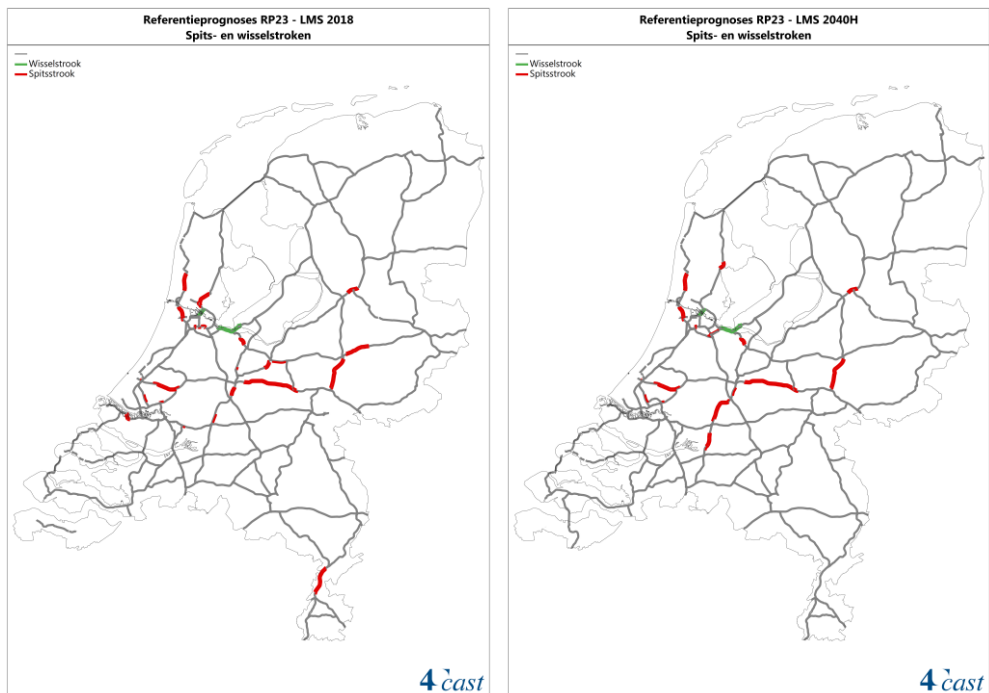 Referentieprognoses RP23 - LMS 2018
Spits- en wisselstroken
Wisselstrook
Spitsstrook
4cast
Referentieprognoses RP23 - LMS 2040H
Spits- en wisselstroken
Wisselstrook
Spitsstrook
4cast